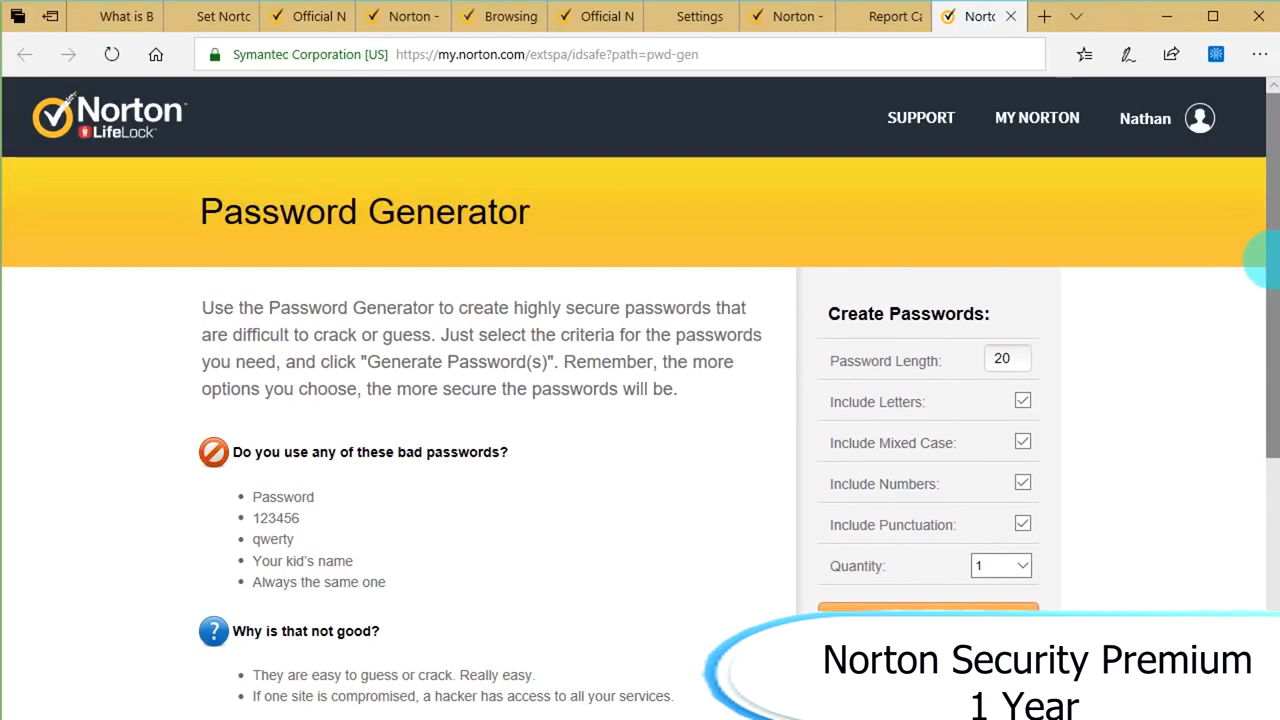 What is B
Set Nortc
Official N
Norton -
Browsing
Official N
Settings
Norton -
Report Ca
Nortc
Symantec Corporation [US]
https://my.norton.com/extspa/idsafe?path=pwd-gen
Norton
LifeLock
SUPPORT
MY NORTON
Nathan
Password Generator
Use the Password Generator to create highly secure passwords that
are difficult to crack or guess. Just select the criteria for the passwords
you need, and click "Generate Password(s)". Remember, the more
options you choose, the more secure the passwords will be.
Do you use any of these bad passwords?
• Password
• 123456
• qwerty
• Your kid's name
• Always the same one
Why is that not good?
• They are easy to guess or crack. Really easy.
• If one site is compromised, a hacker has access to all your services.
Create Passwords:
Password Length: 20
Include Letters:
Include Mixed Case:
Include Numbers:
Include Punctuation:
Quantity: 1
Norton Security Premium
1 Year